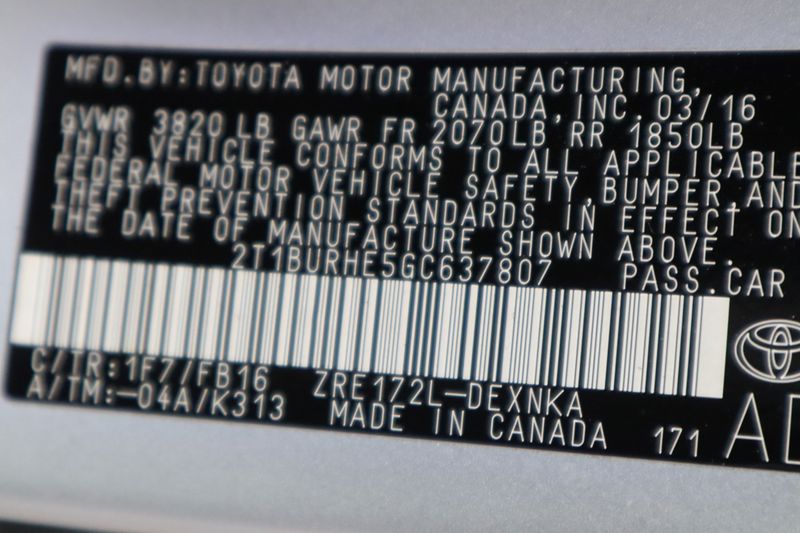 MFD.BY:TOYOTA MOTOR MANUFACTURING,
CANADA, INC. 03/16
GVWR 3820 LB GAWR FR 2070LB RR 1850LB
THIS VEHICLE CONFORMS TO ALL APPLICABLE
FEDERAL MOTOR VEHICLE SAFETY,BUMPER,AND
THEFT PREVENTION STANDARDS IN EFFECT ON
THE DATE OF MANUFACTURE SHOWN ABOVE.
2T1BURHE5GC637807 PASS.CAR
C/TR:1F7/FB16 ZRE172L-DEXNKA
A/TM:-04A/K313 MADE IN CANADA 171